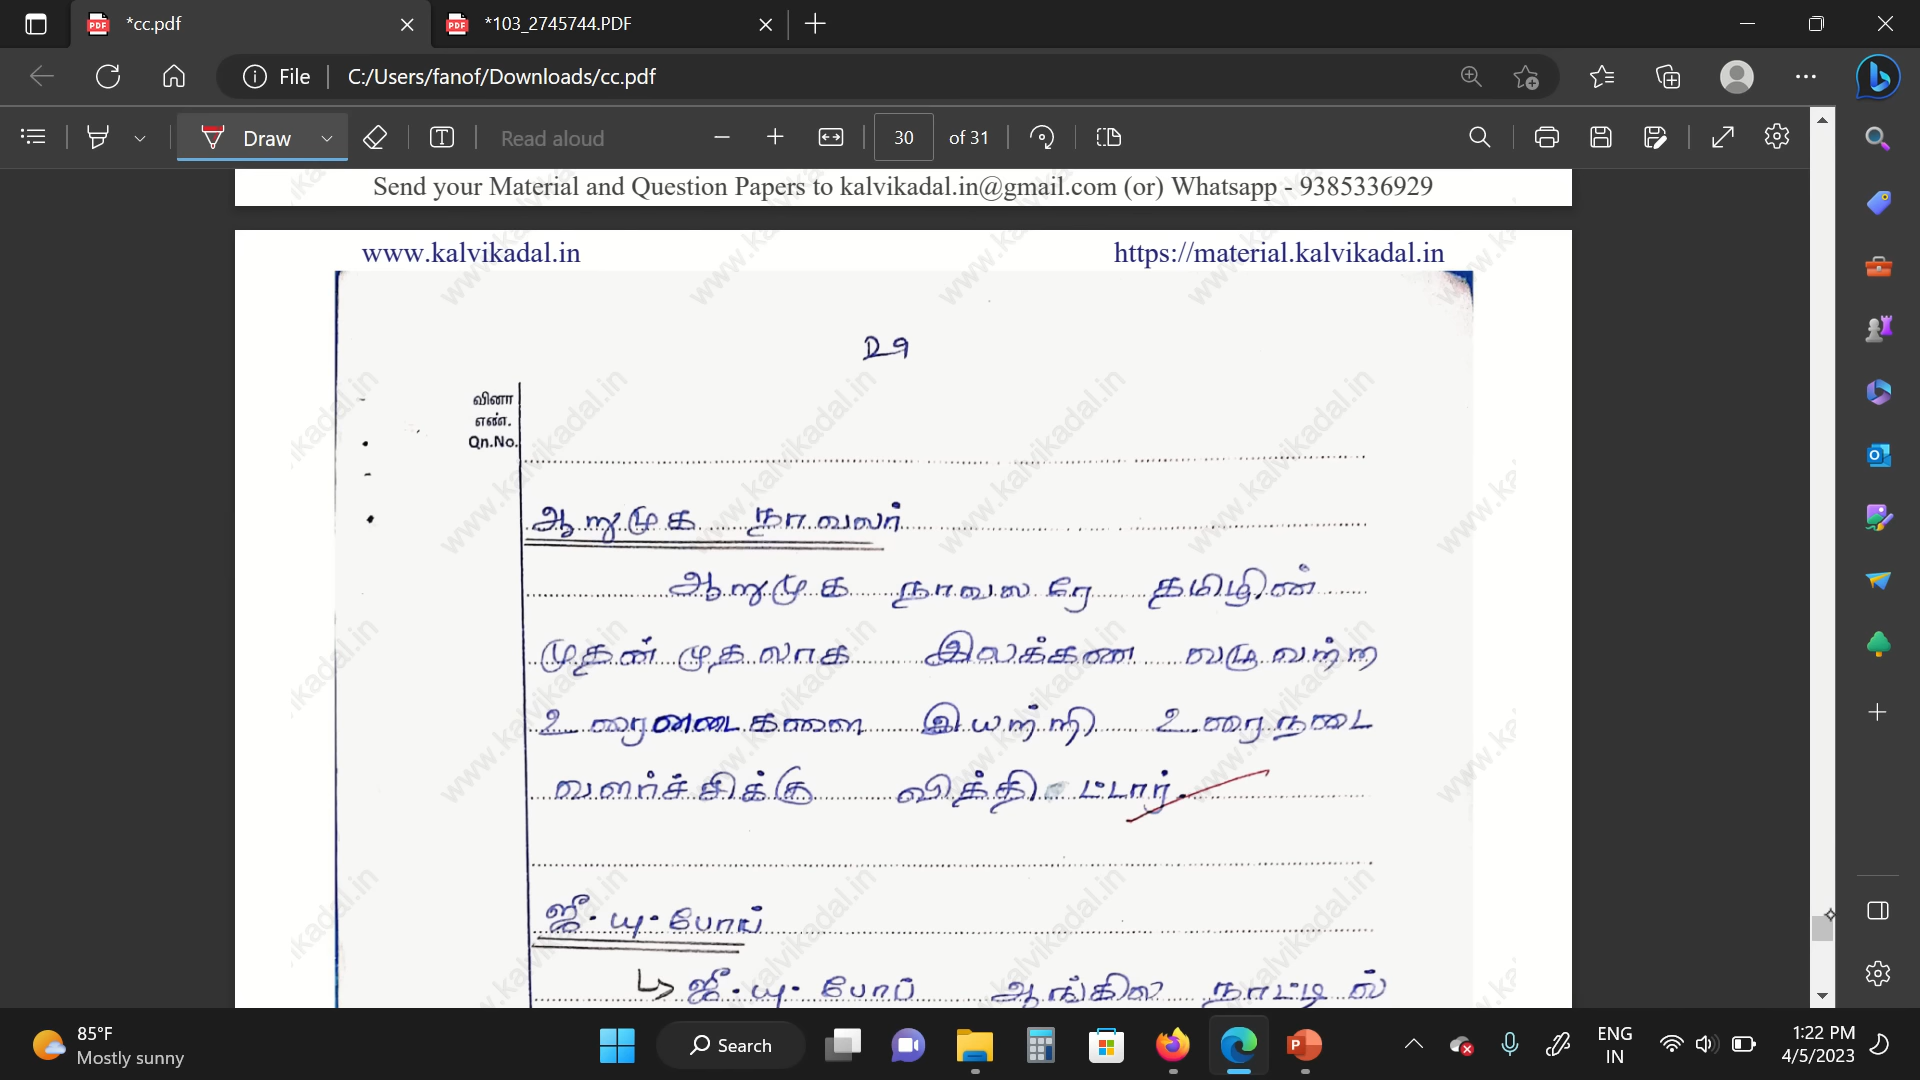 *cc.pdf
*103_2745744.PDF
File
C:/Users/fanof/Downloads/cc.pdf
Draw
Read aloud
30 of 31
Send your Material and Question Papers to kalvikadal.in@gmail.com (or) Whatsapp - 9385336929
www.kalvikadal.in https://material.kalvikadal.in
29
வினா
எண்.
Qn.No.
ஆறுமுக நாவலர்
ஆறுமுக நாவலரே தமிழின்
முதன் முதலாக இலக்கண வழுவற்ற
உரைநடைகளை இயற்றி உரைநடை
வளர்ச்சிக்கு வித்திட்டார்.
ஜீ.யு.போப்
↳ ஜீ.யு.போப் ஆங்கில நாட்டில்
85°F
Mostly sunny
Search
ENG
IN
1:22 PM
4/5/2023